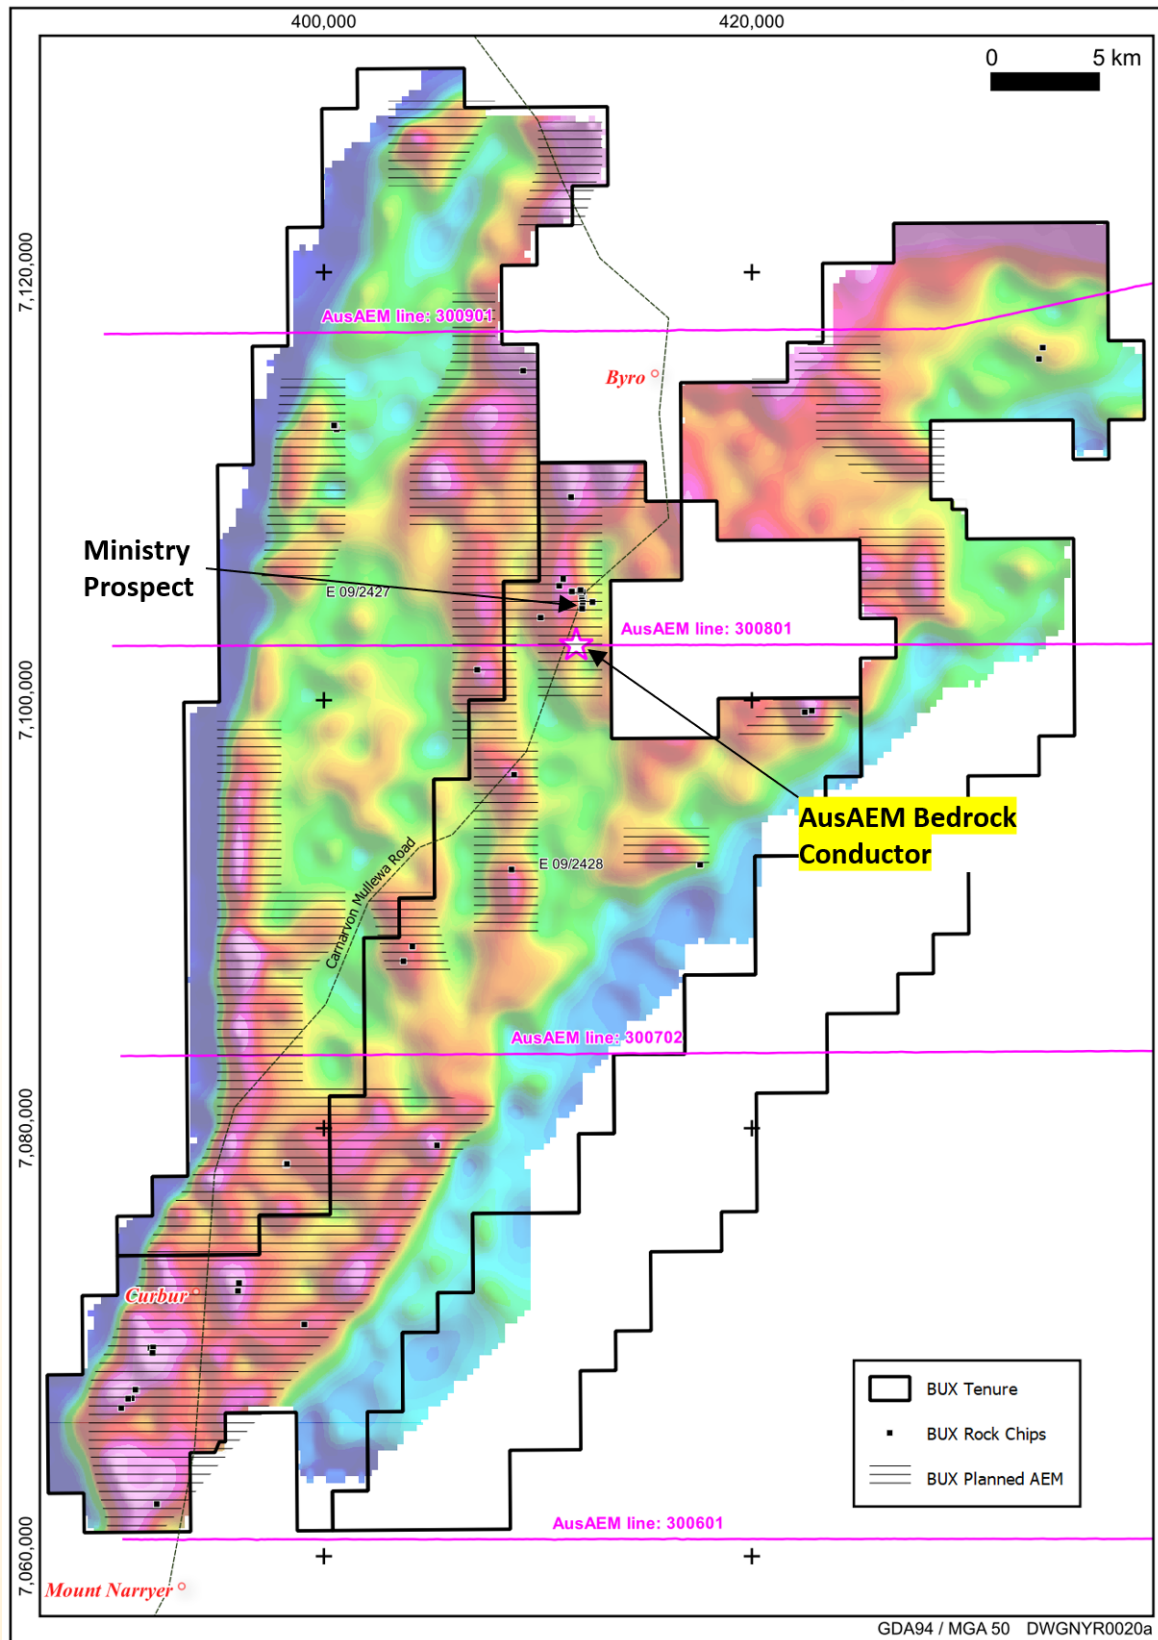 400,000
420,000
0
5 km
7,120,000
AusAEM line: 300901
Byro
Ministry
Prospect
E 09/2427
AusAEM line: 300801
7,100,000
AusAEM Bedrock
Conductor
E 09/2428
Carnarvon Mullewa Road
AusAEM line: 300702
7,080,000
Curbur
BUX Tenure
BUX Rock Chips
BUX Planned AEM
AusAEM line: 300601
7,060,000
Mount Narryer
GDA94 / MGA 50 DWGNYR0020a